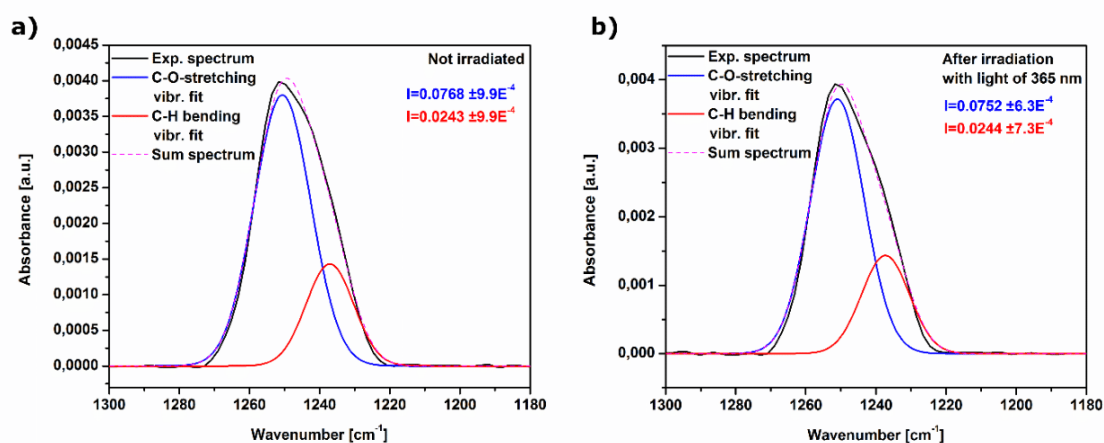 a)
0,0045
0,0040
0,0035
0,0030
0,0025
0,0020
0,0015
0,0010
0,0005
0,0000
Absorbance [a.u.]
Exp. spectrum
C-O-stretching
vibr. fit
C-H bending
vibr. fit
Sum spectrum
Not irradiated
I=0.0768 ±9.9E⁻⁴
I=0.0243 ±9.9E⁻⁴
1300 1280 1260 1240 1220 1200 1180
Wavenumber [cm⁻¹]
b)
0,004
0,003
0,002
0,001
0,000
Absorbance [a.u.]
Exp. spectrum
C-O-stretching
vibr. fit
C-H bending
vibr. fit
Sum spectrum
After irradiation
with light of 365 nm
I=0.0752 ±6.3E⁻⁴
I=0.0244 ±7.3E⁻⁴
1300 1280 1260 1240 1220 1200 1180
Wavenumber [cm⁻¹]